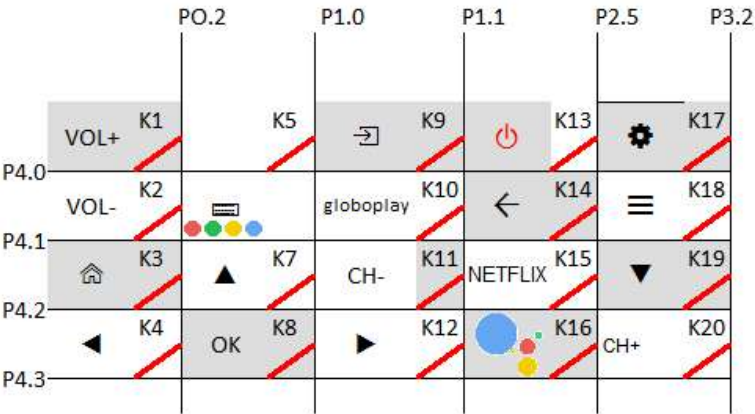 PO.2 P1.0 P1.1 P2.5 P3.2
VOL+ K1 K5 K9 K13 K17
P4.0
VOL- K2 globoplay K10 K14 K18
P4.1
K3 K7 CH- K11 NETFLIX K15 K19
P4.2
K4 OK K8 K12 K16 CH+ K20
P4.3